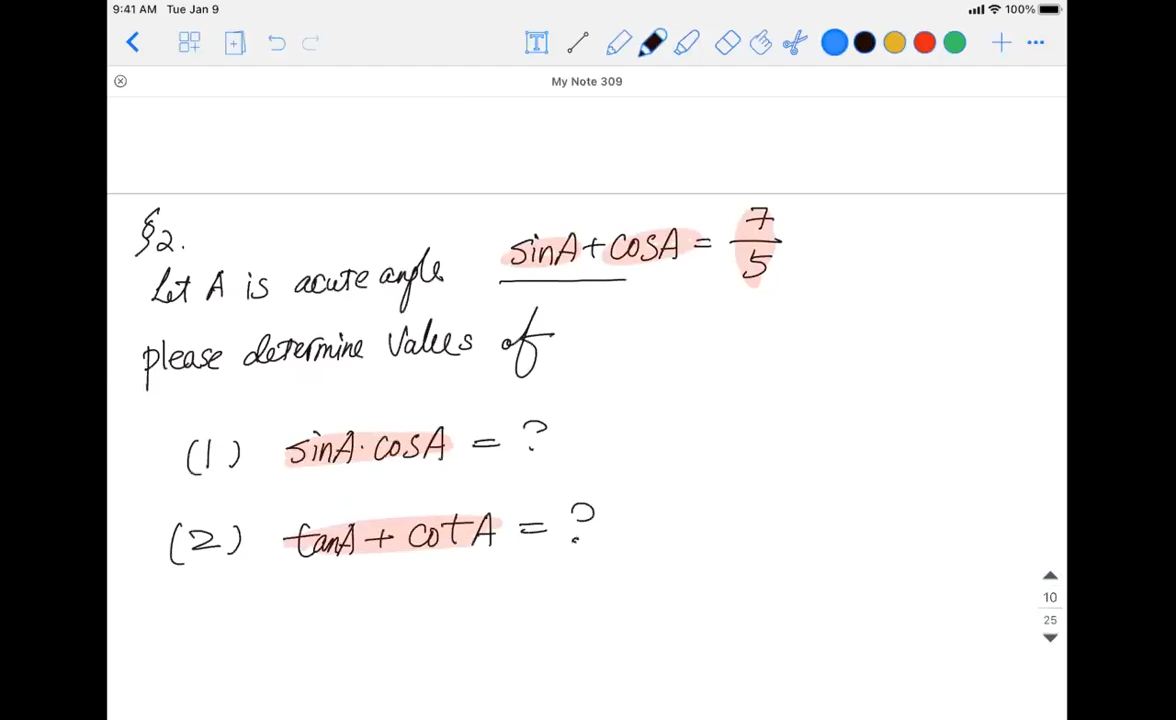 9:41 AM Tue Jan 9 100%
My Note 309
§2.
Let A is acute angle sinA + cosA = 7/5
please determine values of
(1) sinA · cosA = ?
(2) tanA + cotA = ?
10
25